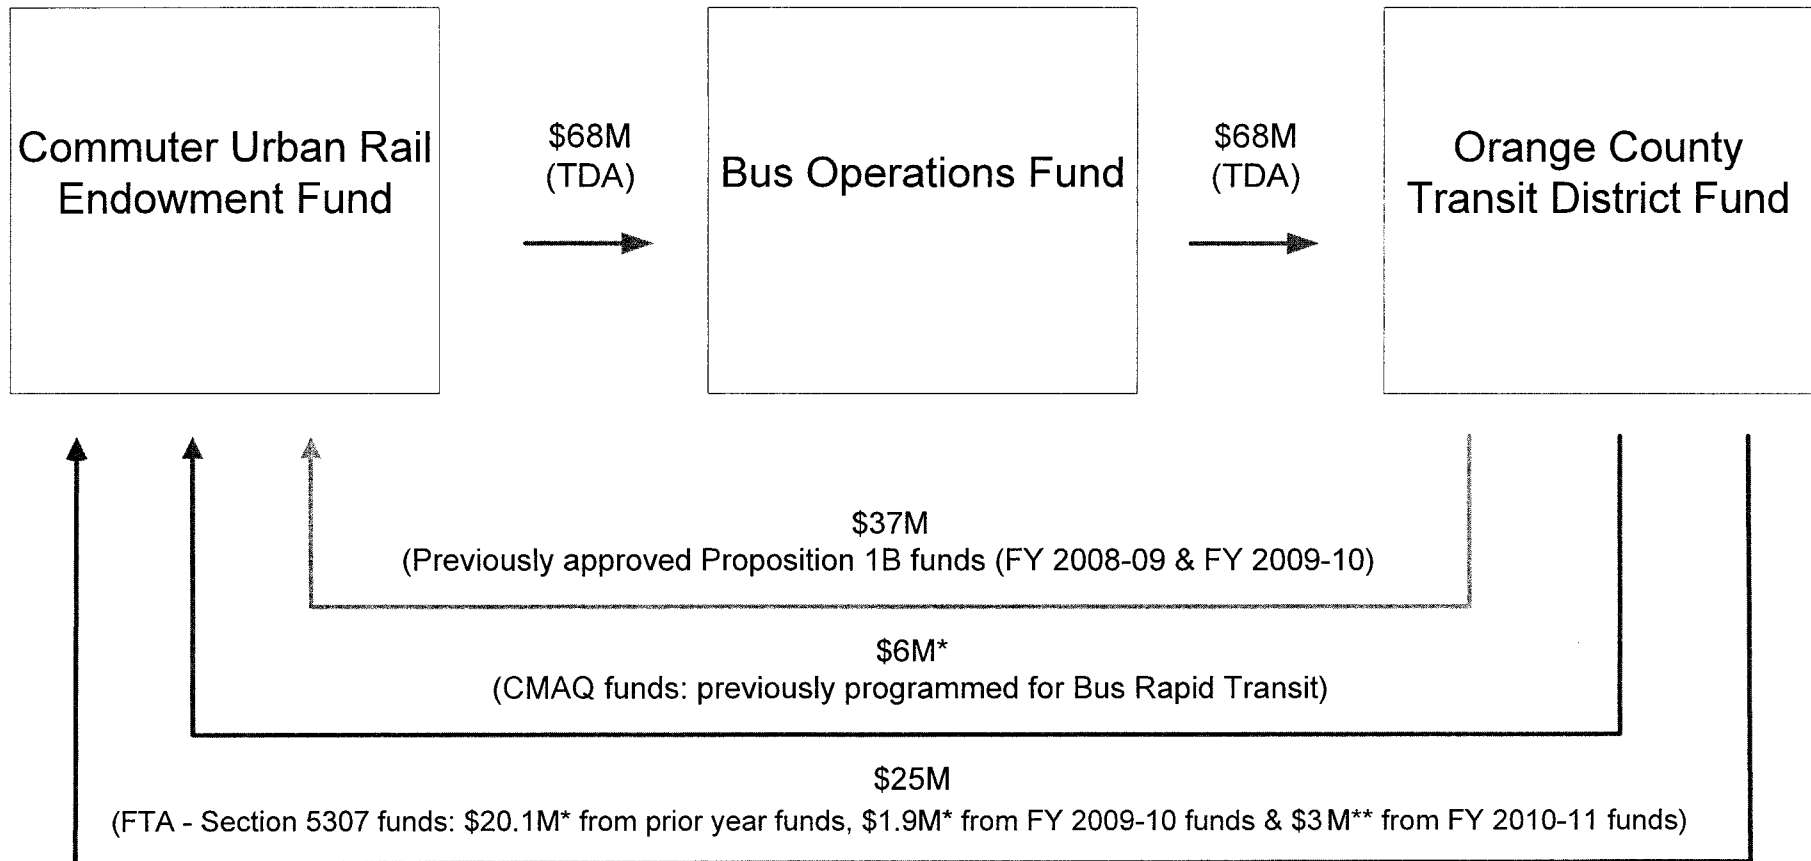 Commuter Urban Rail
Endowment Fund
$68M
(TDA)
Bus Operations Fund
$68M
(TDA)
Orange County
Transit District Fund
$37M
(Previously approved Proposition 1B funds (FY 2008-09 & FY 2009-10)
$6M*
(CMAQ funds: previously programmed for Bus Rapid Transit)
$25M
(FTA - Section 5307 funds: $20.1M* from prior year funds, $1.9M* from FY 2009-10 funds & $3M** from FY 2010-11 funds)